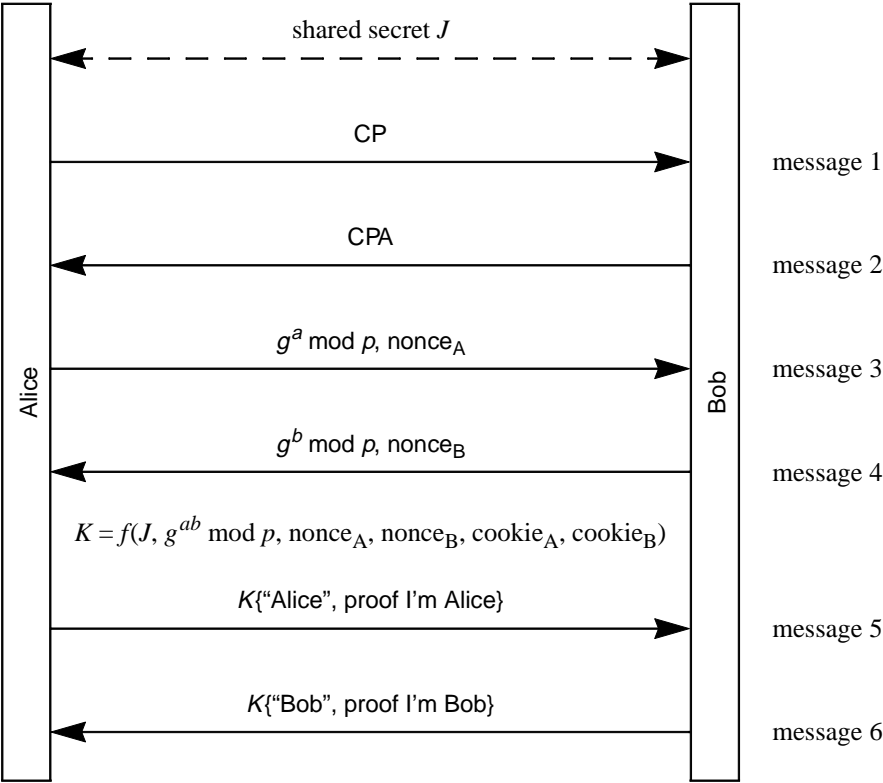 shared secret J
CP
message 1
CPA
message 2
g^a mod p, nonce_A
message 3
Alice
Bob
g^b mod p, nonce_B
message 4
K = f(J, g^ab mod p, nonce_A, nonce_B, cookie_A, cookie_B)
K{“Alice”, proof I'm Alice}
message 5
K{“Bob”, proof I'm Bob}
message 6